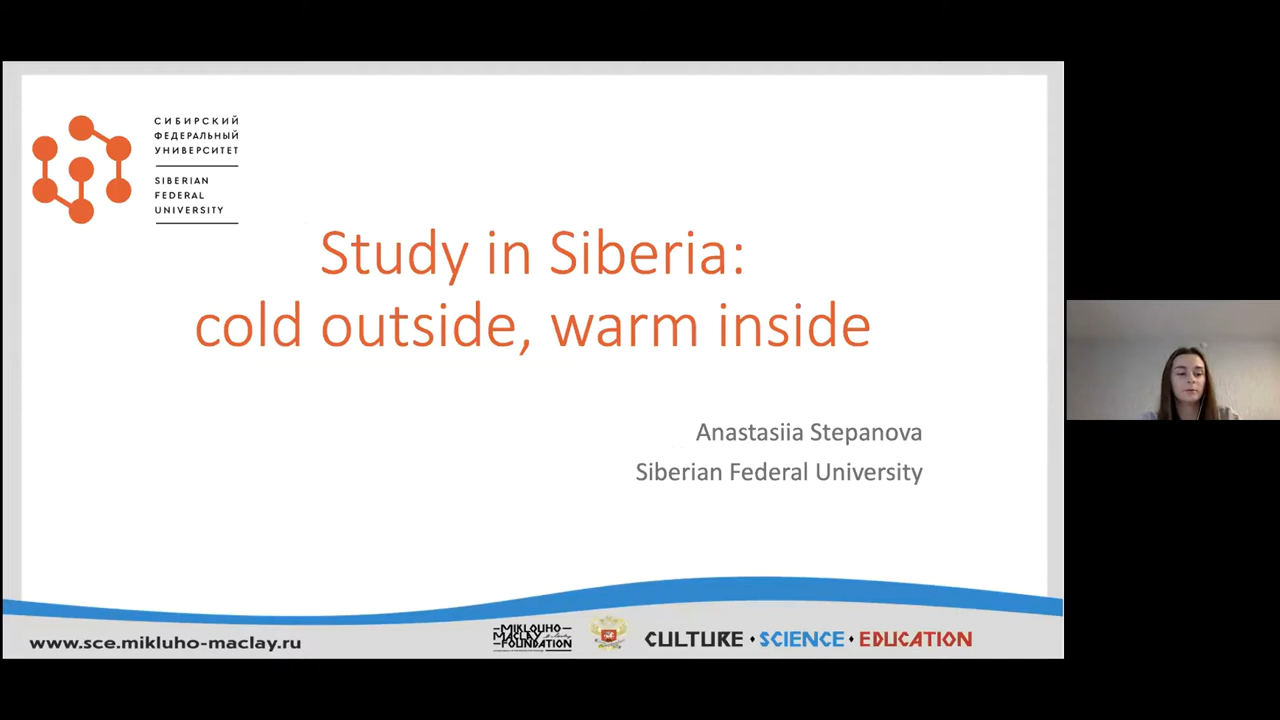 СИБИРСКИЙ
ФЕДЕРАЛЬНЫЙ
УНИВЕРСИТЕТ
SIBERIAN
FEDERAL
UNIVERSITY
Study in Siberia:
cold outside, warm inside
Anastasiia Stepanova
Siberian Federal University
www.sce.mikluho-maclay.ru
MIKLOUHO
MACLAY
FOUNDATION
CULTURE • SCIENCE • EDUCATION